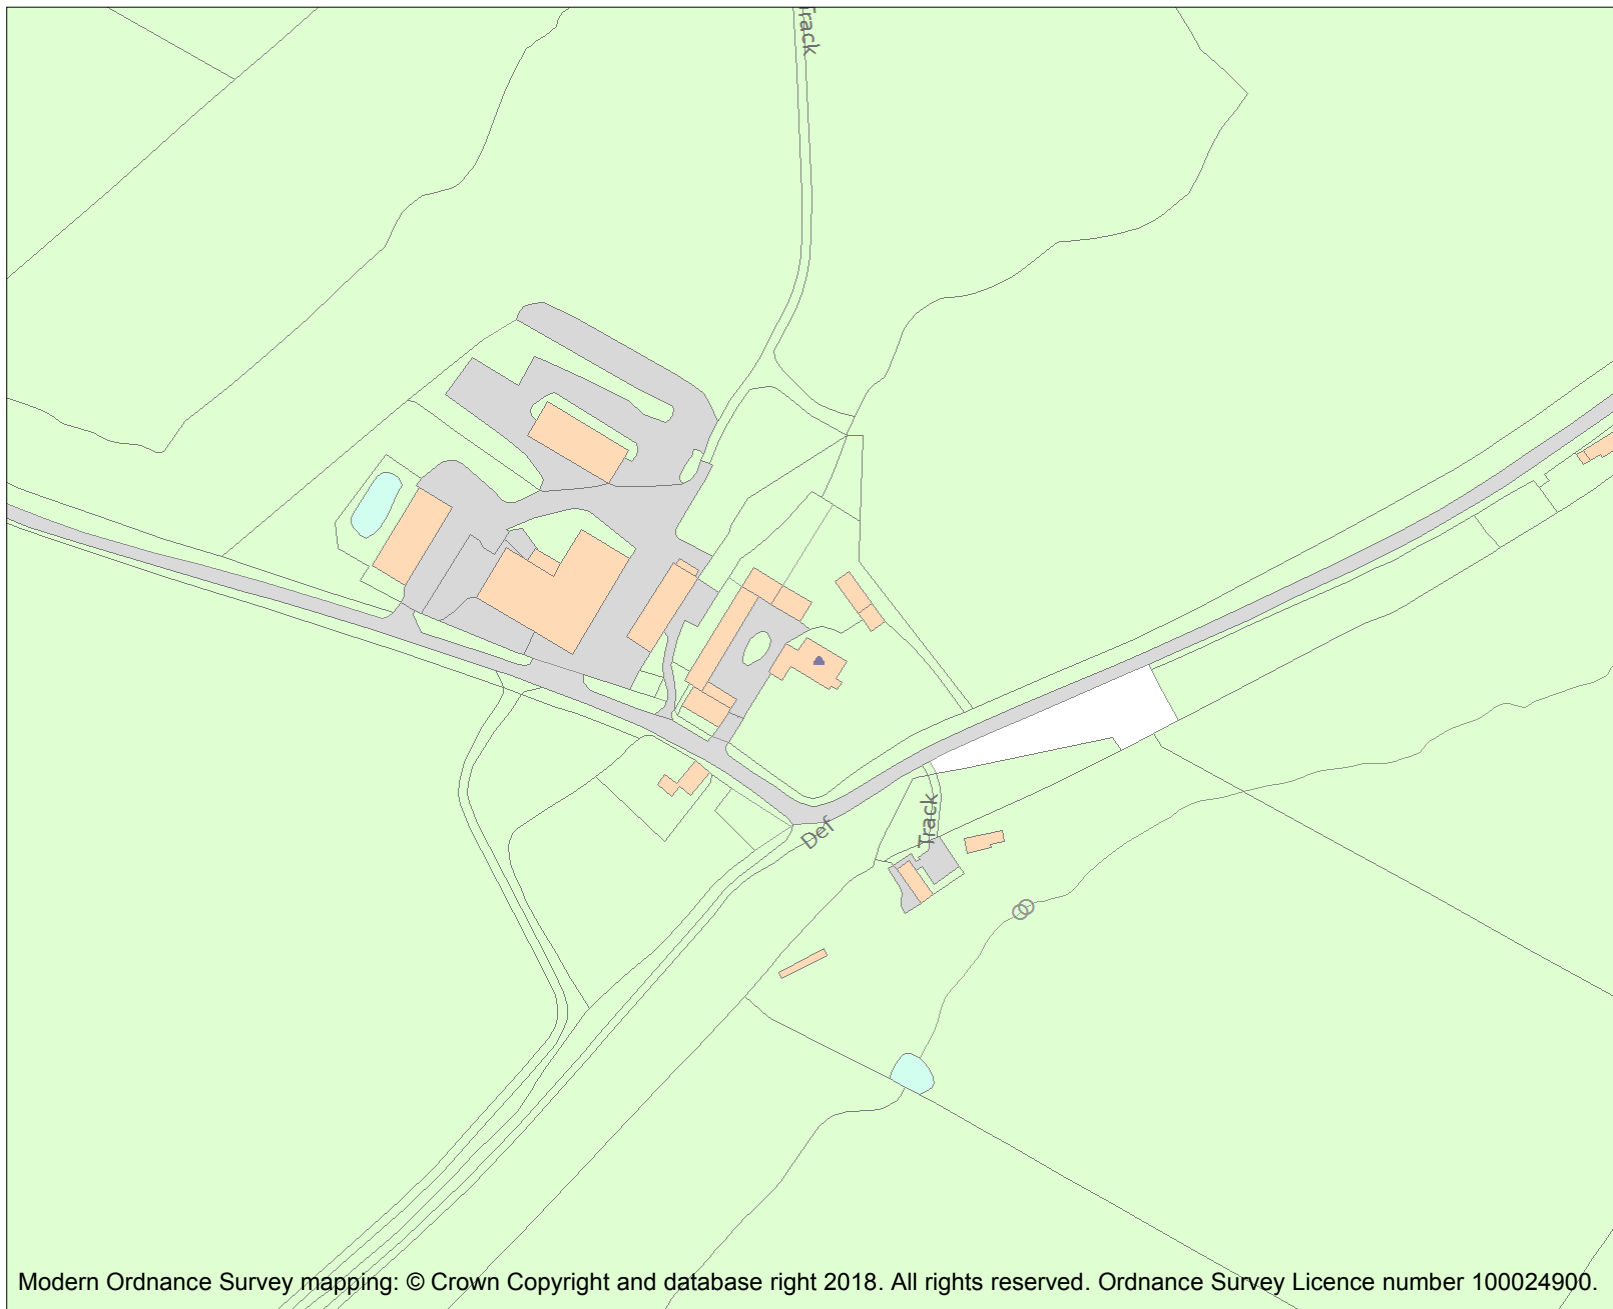 Track
Def
Track
Modern Ordnance Survey mapping: © Crown Copyright and database right 2018. All rights reserved. Ordnance Survey Licence number 100024900.